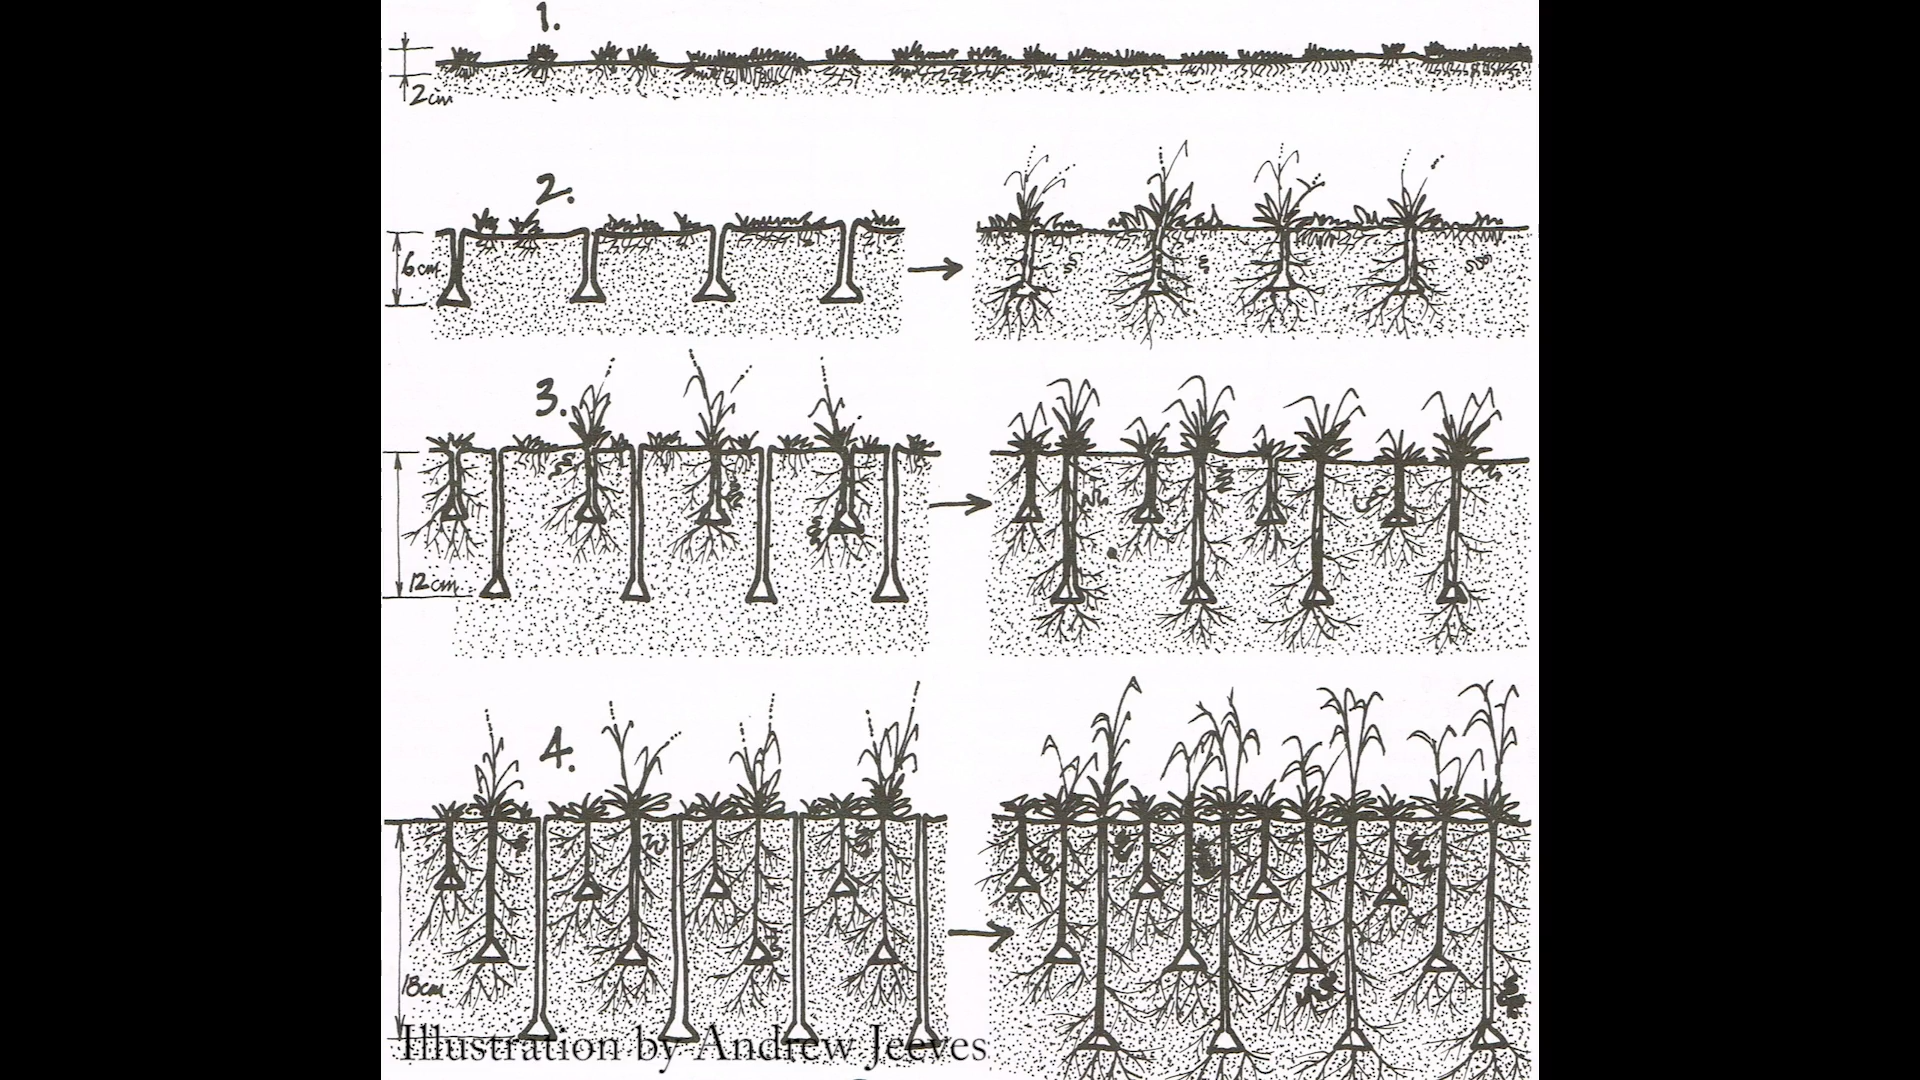 1.
2cm
2.
6cm
3.
12cm
4.
18cm
Illustration by Andrew Jeeves